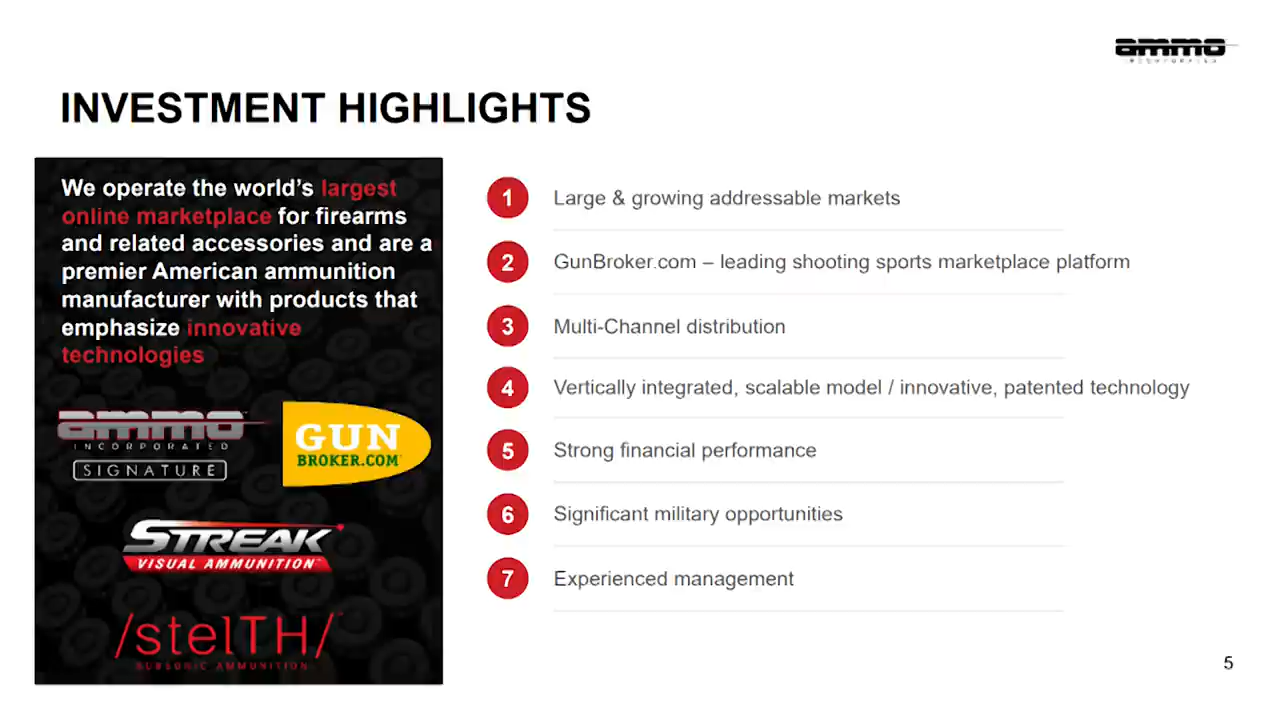 ammo
INCORPORATED
INVESTMENT HIGHLIGHTS
We operate the world's largest
online marketplace for firearms
and related accessories and are a
premier American ammunition
manufacturer with products that
emphasize innovative
technologies
ammo
INCORPORATED
SIGNATURE
GUN
BROKER.COM
STREAK
VISUAL AMMUNITION™
/stelTH/
SUBSONIC AMMUNITION
1 Large & growing addressable markets
2 GunBroker.com – leading shooting sports marketplace platform
3 Multi-Channel distribution
4 Vertically integrated, scalable model / innovative, patented technology
5 Strong financial performance
6 Significant military opportunities
7 Experienced management
5